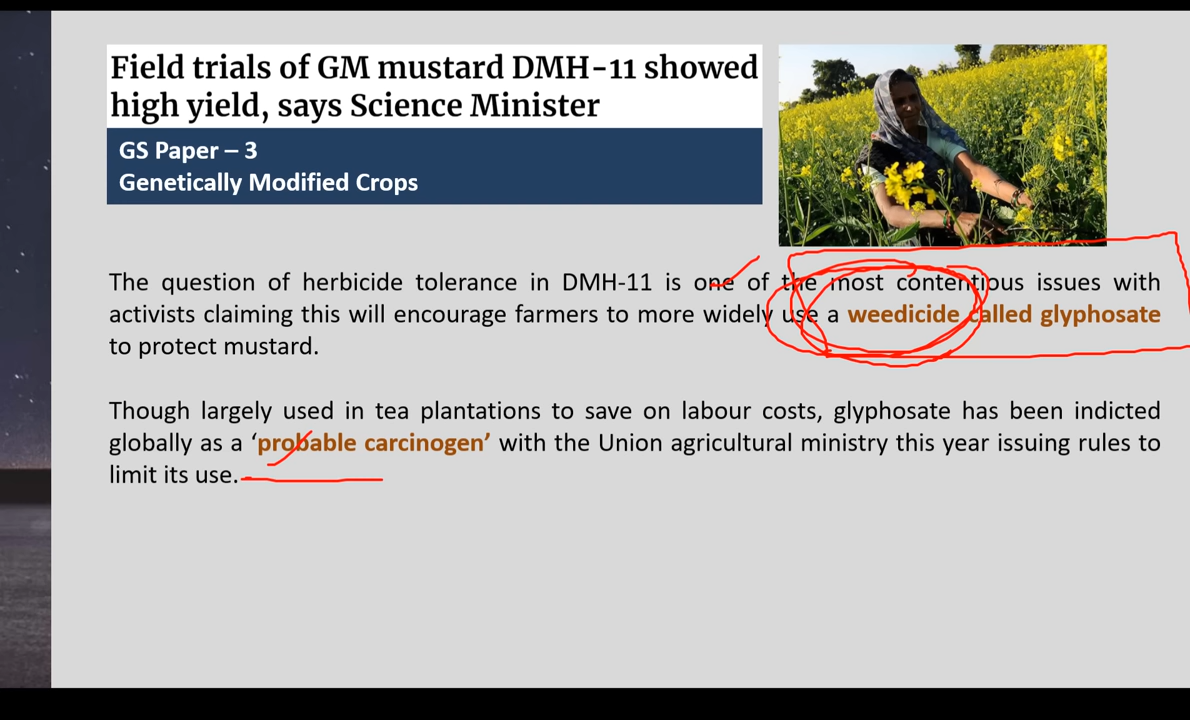 Field trials of GM mustard DMH-11 showed
high yield, says Science Minister
GS Paper – 3
Genetically Modified Crops
The question of herbicide tolerance in DMH-11 is one of the most contentious issues with
activists claiming this will encourage farmers to more widely use a weedicide called glyphosate
to protect mustard.
Though largely used in tea plantations to save on labour costs, glyphosate has been indicted
globally as a ‘probable carcinogen’ with the Union agricultural ministry this year issuing rules to
limit its use.